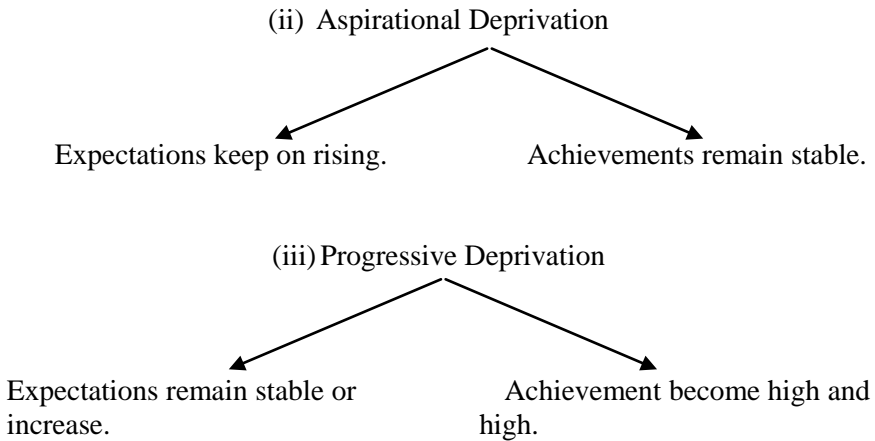 (ii) Aspirational Deprivation
Expectations keep on rising.
Achievements remain stable.
(iii) Progressive Deprivation
Expectations remain stable or
increase.
Achievement become high and
high.